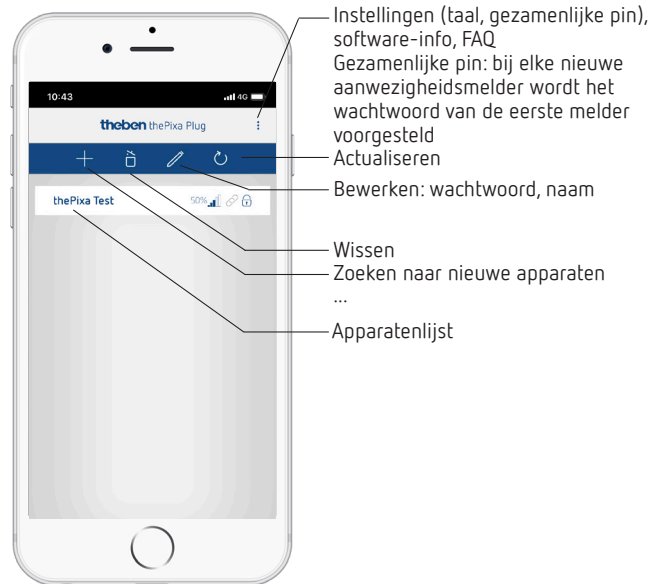 Instellingen (taal, gezamenlijke pin),
software-info, FAQ
Gezamenlijke pin: bij elke nieuwe
aanwezigheidsmelder wordt het
wachtwoord van de eerste melder
voorgesteld
Actualiseren
Bewerken: wachtwoord, naam
Wissen
Zoeken naar nieuwe apparaten
...
Apparatenlijst
10:43 4G
theben thePixa Plug
thePixa Test 50%